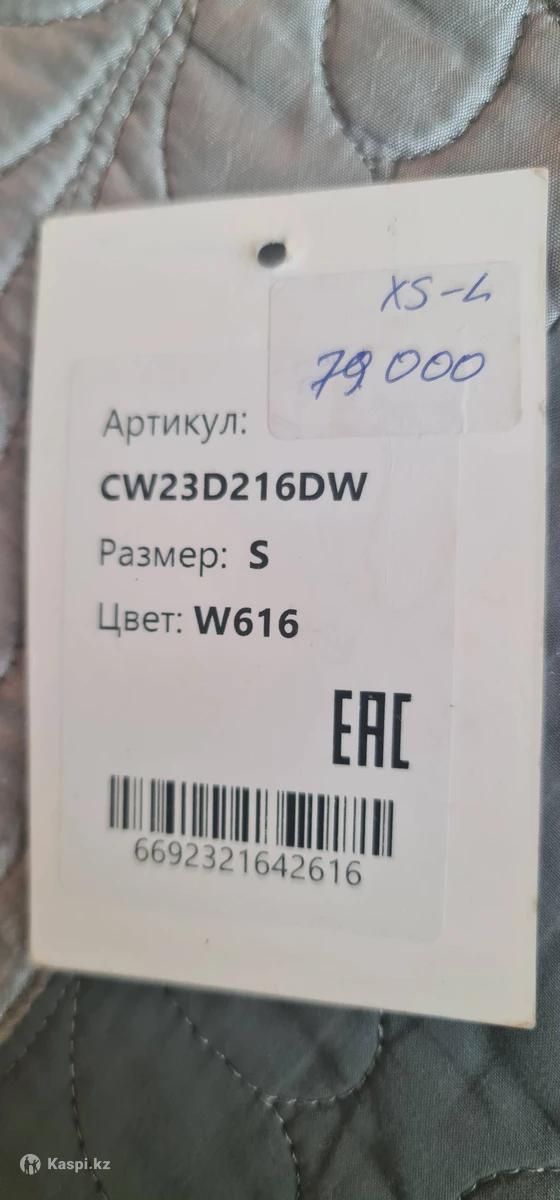 XS-L
79 000
Артикул:
CW23D216DW
Размер: S
Цвет: W616
EAC
6692321642616
Kaspi.kz